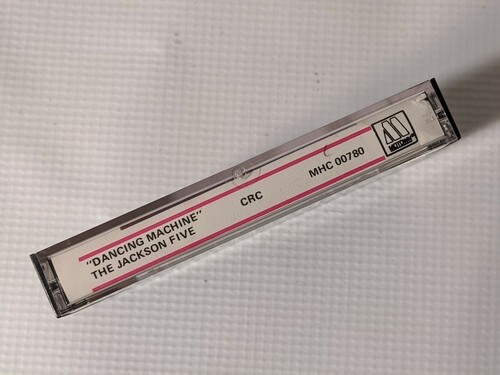 "DANCING MACHINE"
THE JACKSON FIVE
CRC
MHC 00780